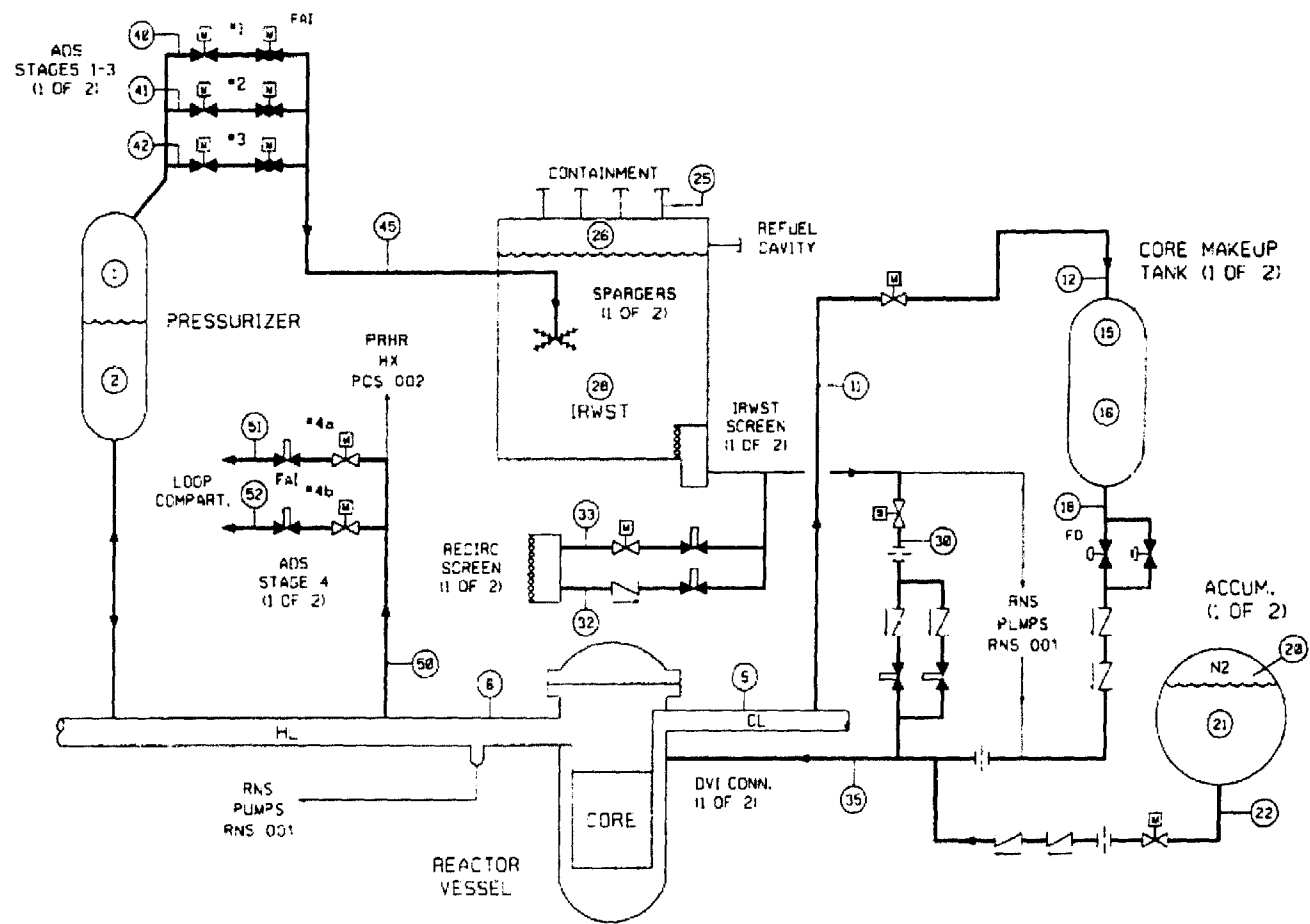 40
M
#1
M
FAI
ADS
STAGES 1-3
(1 OF 2)
41
M
#2
M
42
M
#3
M
CONTAINMENT
25
26
REFUEL
CAVITY
45
M
12
CORE MAKEUP
TANK (1 OF 2)
1
PRESSURIZER
2
SPARGERS
(1 OF 2)
15
16
11
PRHR
HX
PCS 002
28
IRWST
IRWST
SCREEN
(1 OF 2)
51
#4a
M
FAI
LOOP
COMPART.
52
#4b
M
ADS
STAGE 4
(1 OF 2)
33
M
RECIRC
SCREEN
(1 OF 2)
32
30
18
FO
RNS
PUMPS
RNS 001
ACCUM.
(1 OF 2)
20
N2
21
50
6
5
HL
CL
RNS
PUMPS
RNS 001
CORE
DVI CONN.
(1 OF 2)
35
M
22
REACTOR
VESSEL